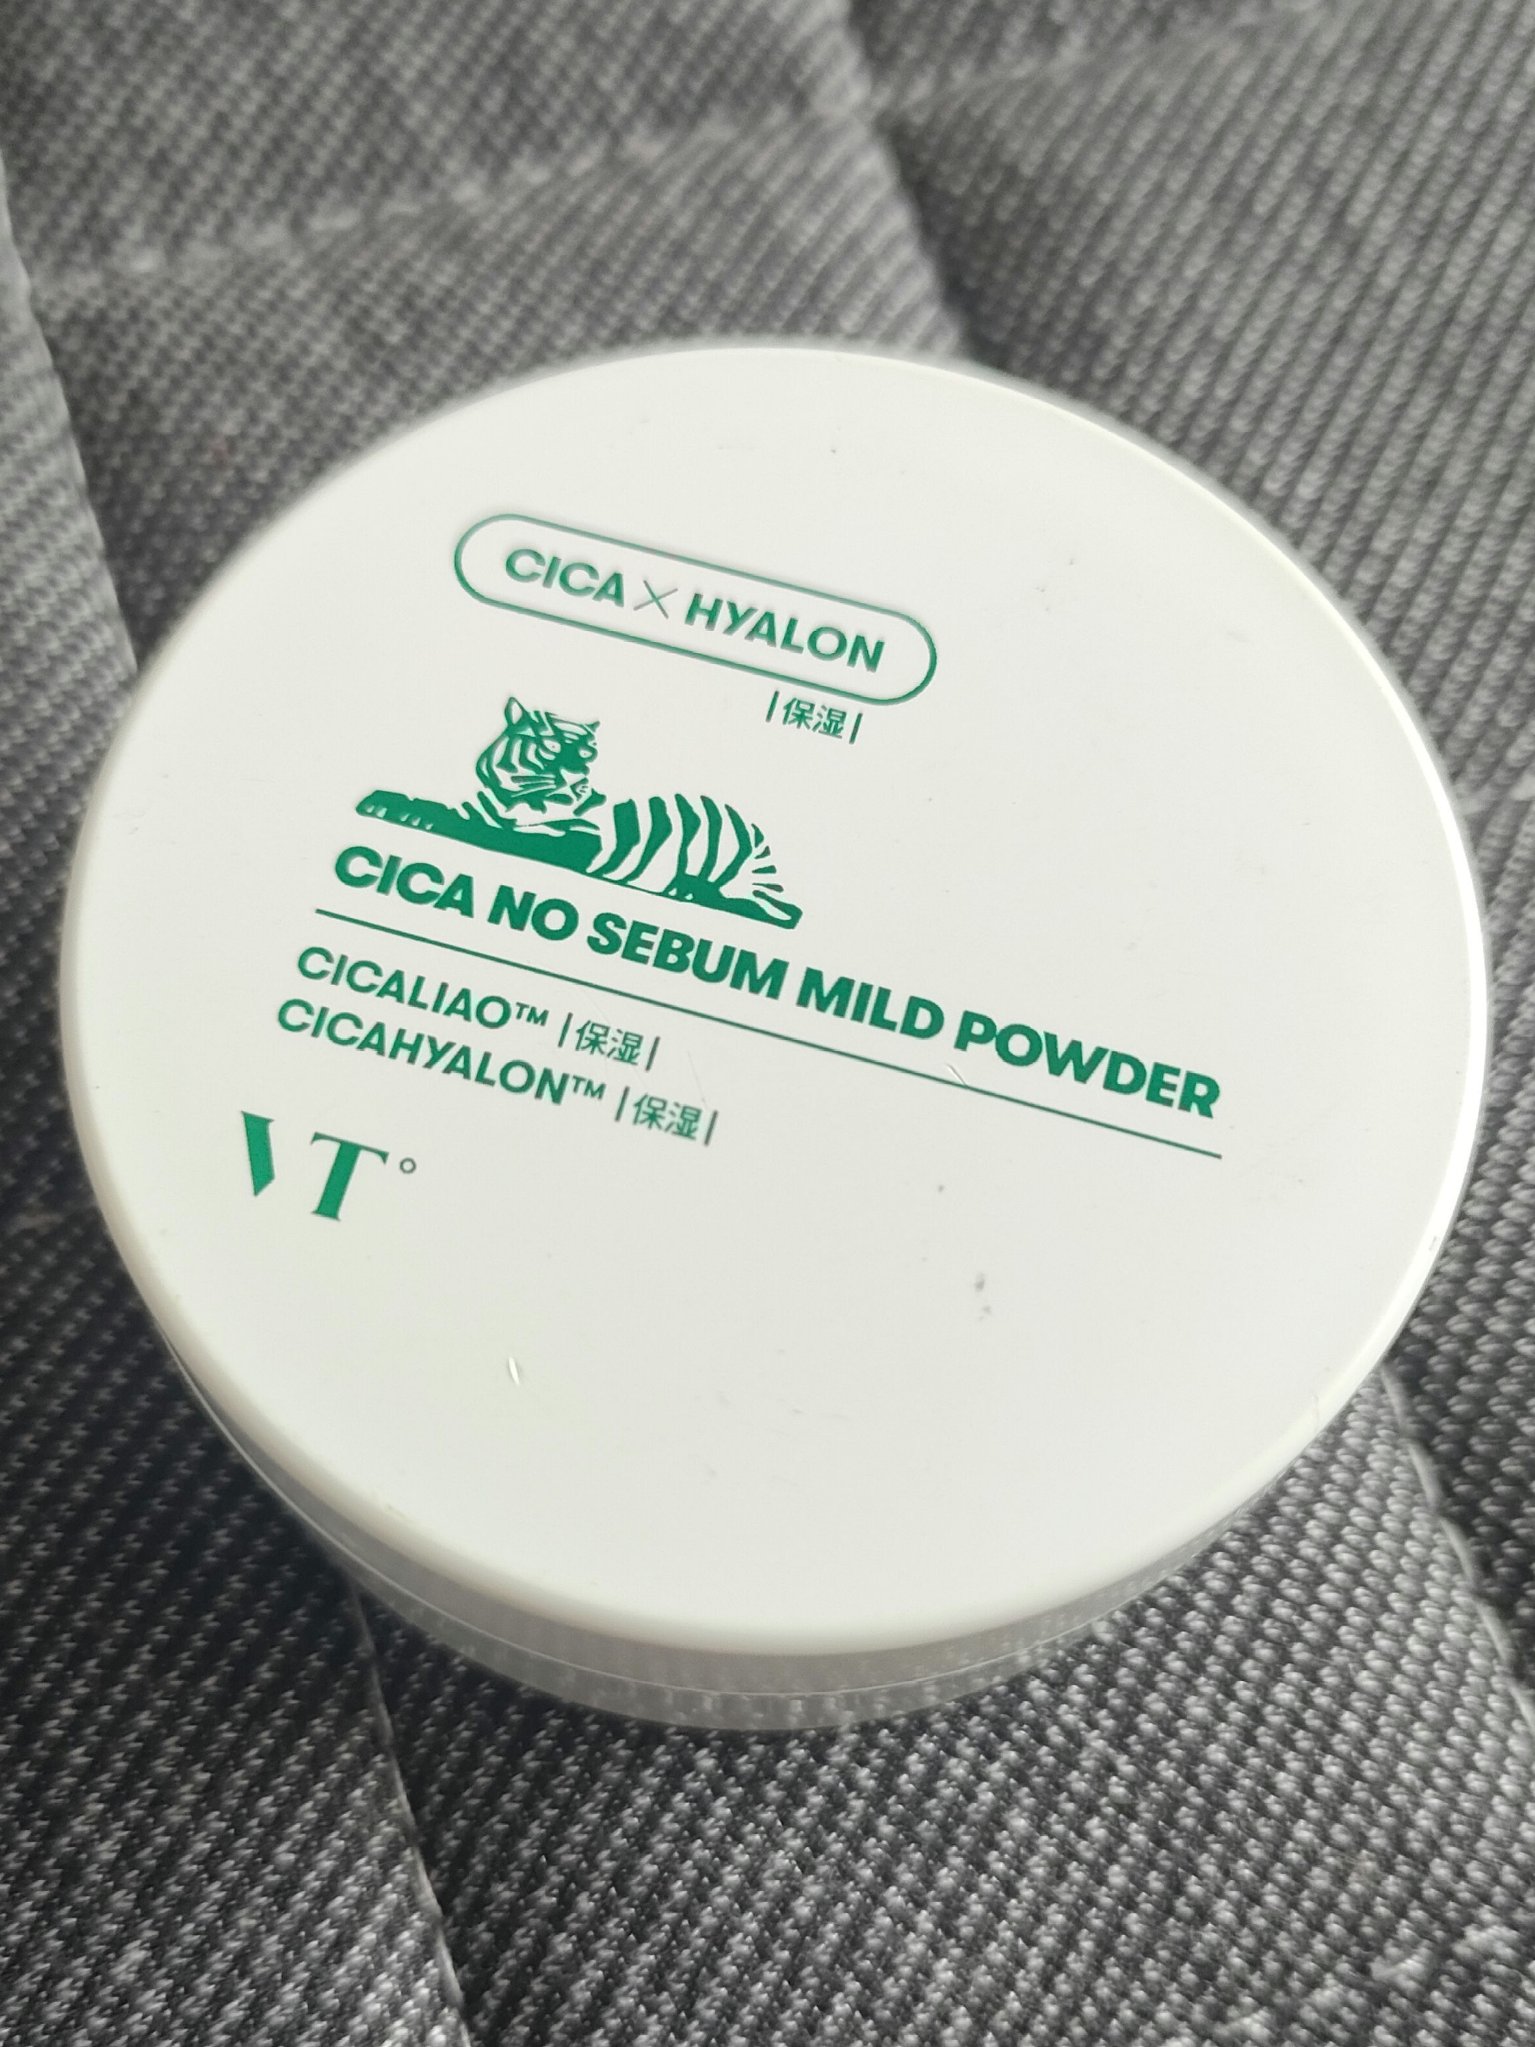 CICA × HYALON
|保湿|
CICA NO SEBUM MILD POWDER
CICALIAO™ |保湿|
CICAHYALON™ |保湿|
VT°